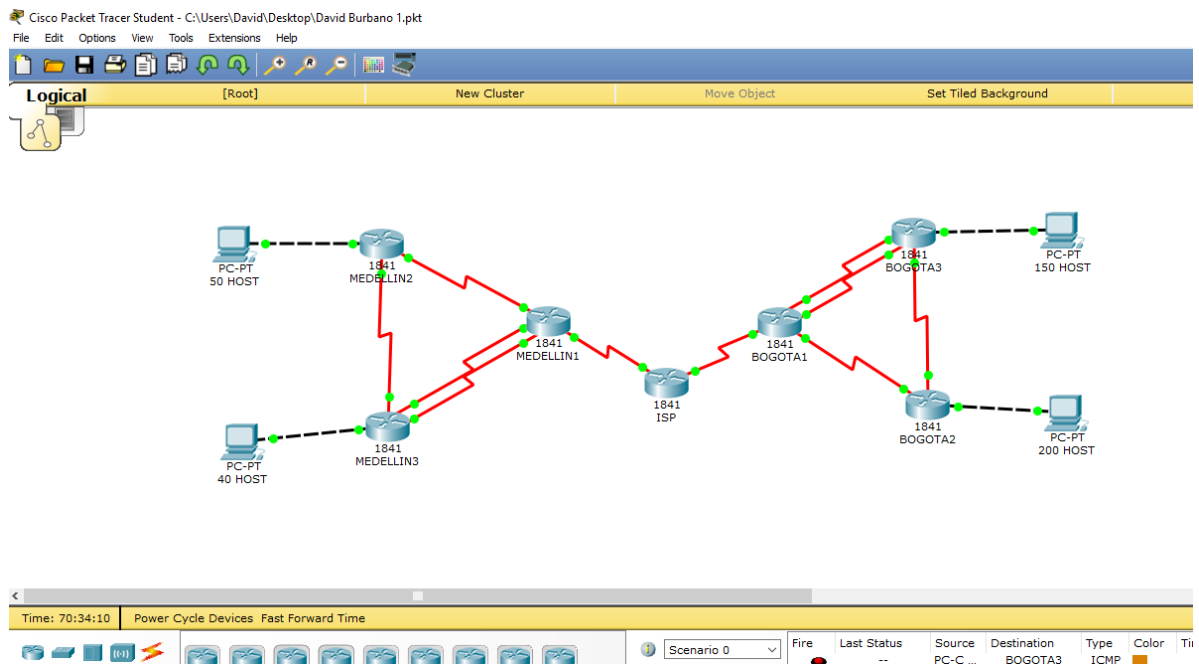 Cisco Packet Tracer Student - C:\Users\David\Desktop\David Burbano 1.pkt
File Edit Options View Tools Extensions Help
Logical [Root] New Cluster Move Object Set Tiled Background
PC-PT
50 HOST
1841
MEDELLIN2
1841
BOGOTA3
PC-PT
150 HOST
1841
MEDELLIN1
1841
BOGOTA1
1841
ISP
PC-PT
40 HOST
1841
MEDELLIN3
1841
BOGOTA2
PC-PT
200 HOST
Time: 70:34:10 Power Cycle Devices Fast Forward Time
Scenario 0
Fire Last Status Source Destination Type Color
-- PC-C ... BOGOTA3 ICMP